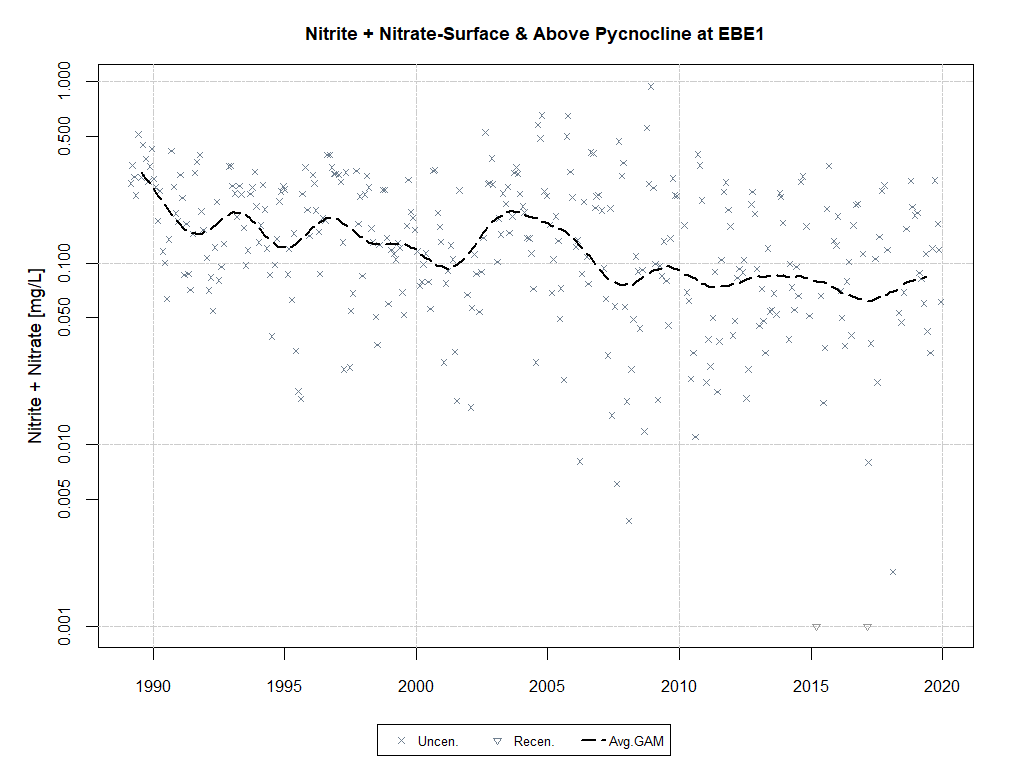 Nitrite + Nitrate-Surface & Above Pycnocline at EBE1
Nitrite + Nitrate [mg/L]
1.000
0.500
0.100
0.050
0.010
0.005
0.001
1990 1995 2000 2005 2010 2015 2020
Uncen. Recen. Avg.GAM